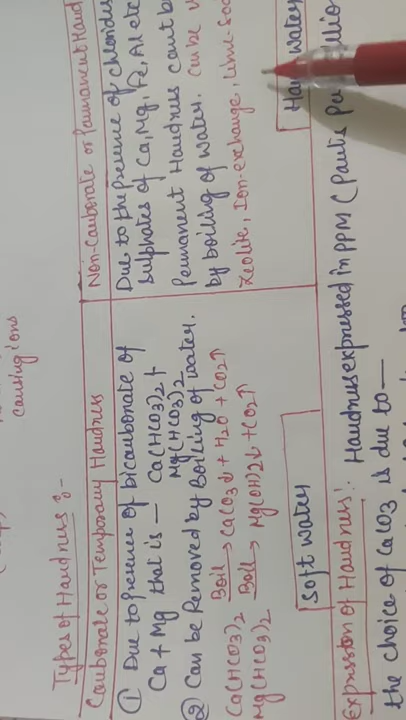 causing ions
Types of Hardness :-
Carbonate or Temporary Hardness
① Due to presence of bicarbonate of
Ca + Mg that is — Ca(HCO3)2 +
Mg(HCO3)2
② Can be Removed by Boiling of water.
Ca(HCO3)2 Boil → CaCO3↓ + H2O + CO2↑
Mg(HCO3)2 Boil → Mg(OH)2↓ + CO2↑
Non-Carbonate or Permanent Hard
Due to the presence of chlorides
sulphates of Ca, Mg, Fe, Al etc
Permanent Hardness can't b
by boiling of water. Can be
Zeolite, Ion-exchange, Lime-Soda
Soft water
Hard water
Expression of Hardness: Hardness expressed in PPM (Parts Per
the choice of CaCO3 is due to —